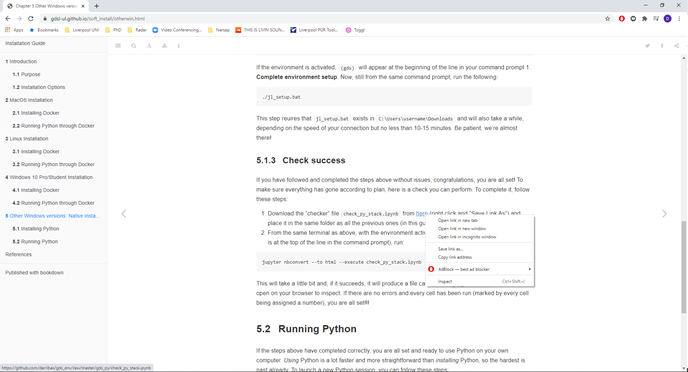 Chapter 5 Other Windows versions
gdsl-ul.github.io/soft_install/otherwin.html
Apps Bookmarks Liverpool UNI PhD Radar Video Conferencing... Nansap THIS IS LIVIN SOUN... Liverpool PGR Tool... Toggl
Installation Guide
1 Introduction
1.1 Purpose
1.2 Installation Options
2 MacOS Installation
2.1 Installing Docker
2.2 Running Python through Docker
3 Linux Installation
3.1 Installing Docker
3.2 Running Python through Docker
4 Windows 10 Pro/Student Installation
4.1 Installing Docker
4.2 Running Python through Docker
5 Other Windows versions: Native insta...
5.1 Installing Python
5.2 Running Python
References
Published with bookdown
If the environment is activated, (gds) will appear at the beginning of the line in your command prompt 1.
Complete environment setup. Now, still from the same command prompt, run the following:
./jl_setup.bat
This step reuires that jl_setup.bat exists in C:\Users\username\Downloads and will also take a while,
depending on the speed of your connection but no less than 10-15 minutes. Be patient, we're almost
there!
5.1.3 Check success
If you have followed and completed the steps above without issues, congratulations, you are all set! To
make sure everything has gone according to plan, here is a check you can perform. To complete it, follow
these steps:
1. Download the "checker" file check_py_stack.ipynb from here (right click and "Save Link As") and
place it in the same folder as all the previous ones (in this gu
2. From the same terminal as above, with the environment activ
is at the top of the line in the command prompt), run:
jupyter nbconvert --to html --execute check_py_stack.ipynb
This will take a little bit and, if it succeeds, it will produce a file ca
open on your browser to inspect. If there are no errors and every cell has been run (marked by every cell
being assigned a number), you are all set!!!
5.2 Running Python
If the steps above have completed correctly, you are all set and ready to use Python on your own
computer. Using Python is a lot faster and more straightforward than installing Python, so the hardest is
past already. To launch a new Python session, you can follow these steps:
Open link in new tab
Open link in new window
Open link in incognito window
Save link as...
Copy link address
AdBlock — best ad blocker
Inspect Ctrl+Shift+I
https://github.com/darribas/gds_env/raw/master/gds_py/check_py_stack.ipynb